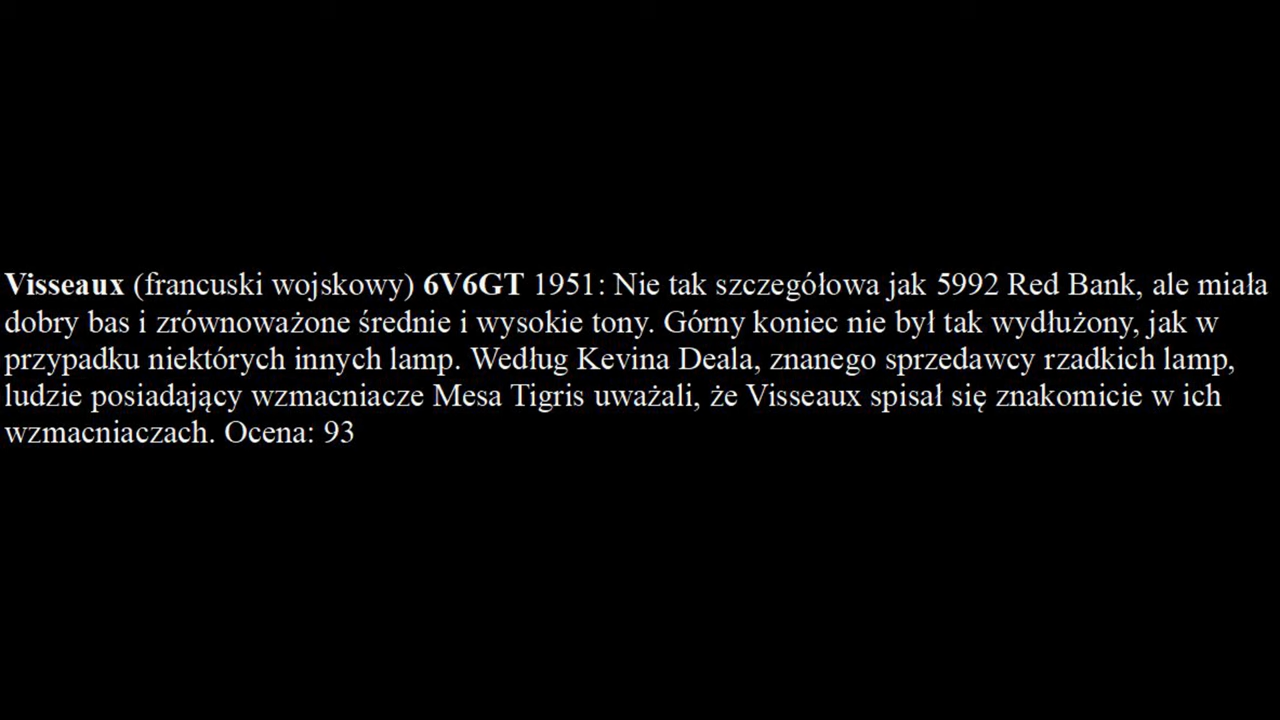 Visseaux (francuski wojskowy) 6V6GT 1951: Nie tak szczegółowa jak 5992 Red Bank, ale miała
dobry bas i zrównoważone średnie i wysokie tony. Górny koniec nie był tak wydłużony, jak w
przypadku niektórych innych lamp. Według Kevina Deala, znanego sprzedawcy rzadkich lamp,
ludzie posiadający wzmacniacze Mesa Tigris uważali, że Visseaux spisał się znakomicie w ich
wzmacniaczach. Ocena: 93